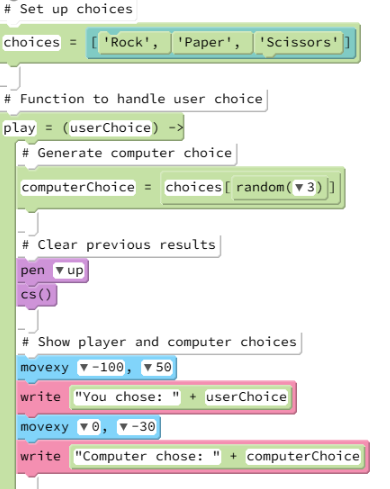 # Set up choices
choices = ['Rock', 'Paper', 'Scissors']
# Function to handle user choice
play = (userChoice) ->
# Generate computer choice
computerChoice = choices[random(▼3)]
# Clear previous results
pen ▼up
cs()
# Show player and computer choices
movexy ▼-100, ▼50
write "You chose: " + userChoice
movexy ▼0, ▼-30
write "Computer chose: " + computerChoice